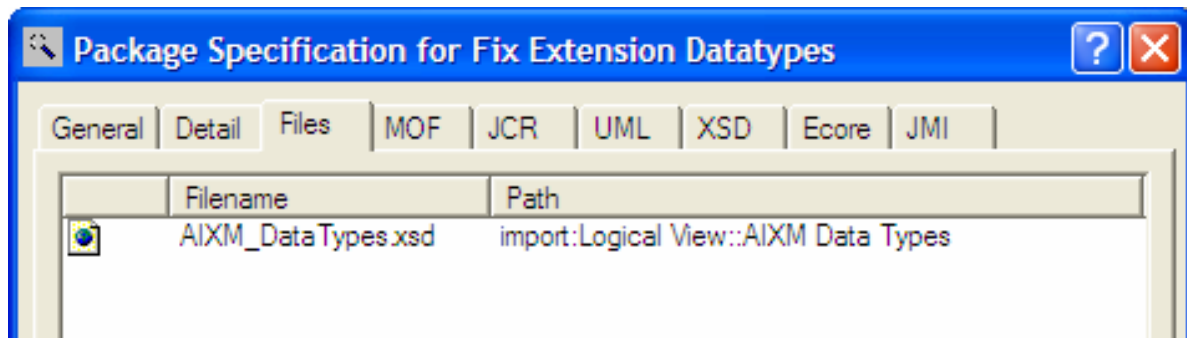 Package Specification for Fix Extension Datatypes
General Detail Files MOF JCR UML XSD Ecore JMI
Filename Path
AIXM_DataTypes.xsd import:Logical View::AIXM Data Types